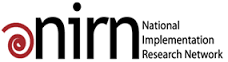 nirn
National
Implementation
Research Network